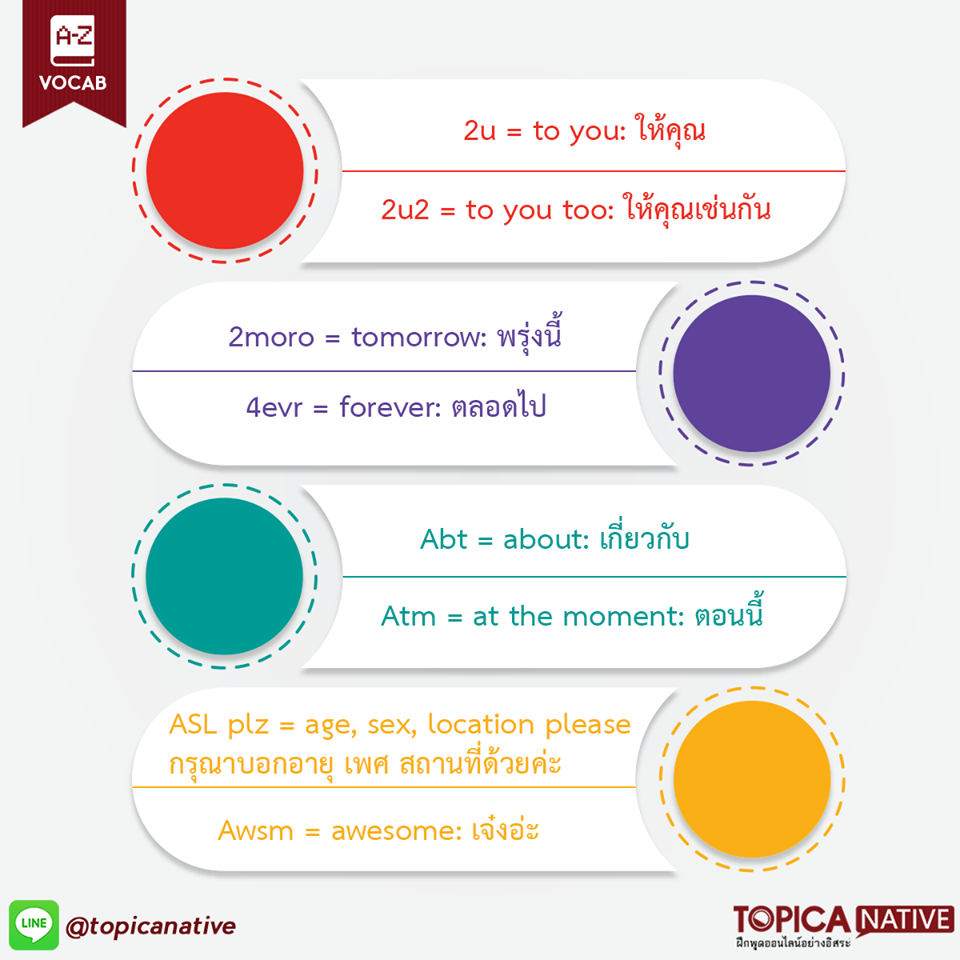 A-Z
VOCAB
2u = to you: ให้คุณ
2u2 = to you too: ให้คุณเช่นกัน
2moro = tomorrow: พรุ่งนี้
4evr = forever: ตลอดไป
Abt = about: เกี่ยวกับ
Atm = at the moment: ตอนนี้
ASL plz = age, sex, location please
กรุณาบอกอายุ เพศ สถานที่ด้วยค่ะ
Awsm = awesome: เจ๋งอ่ะ
LINE @topicanative
TOPICA NATIVE
ฝึกพูดออนไลน์อย่างอิสระ